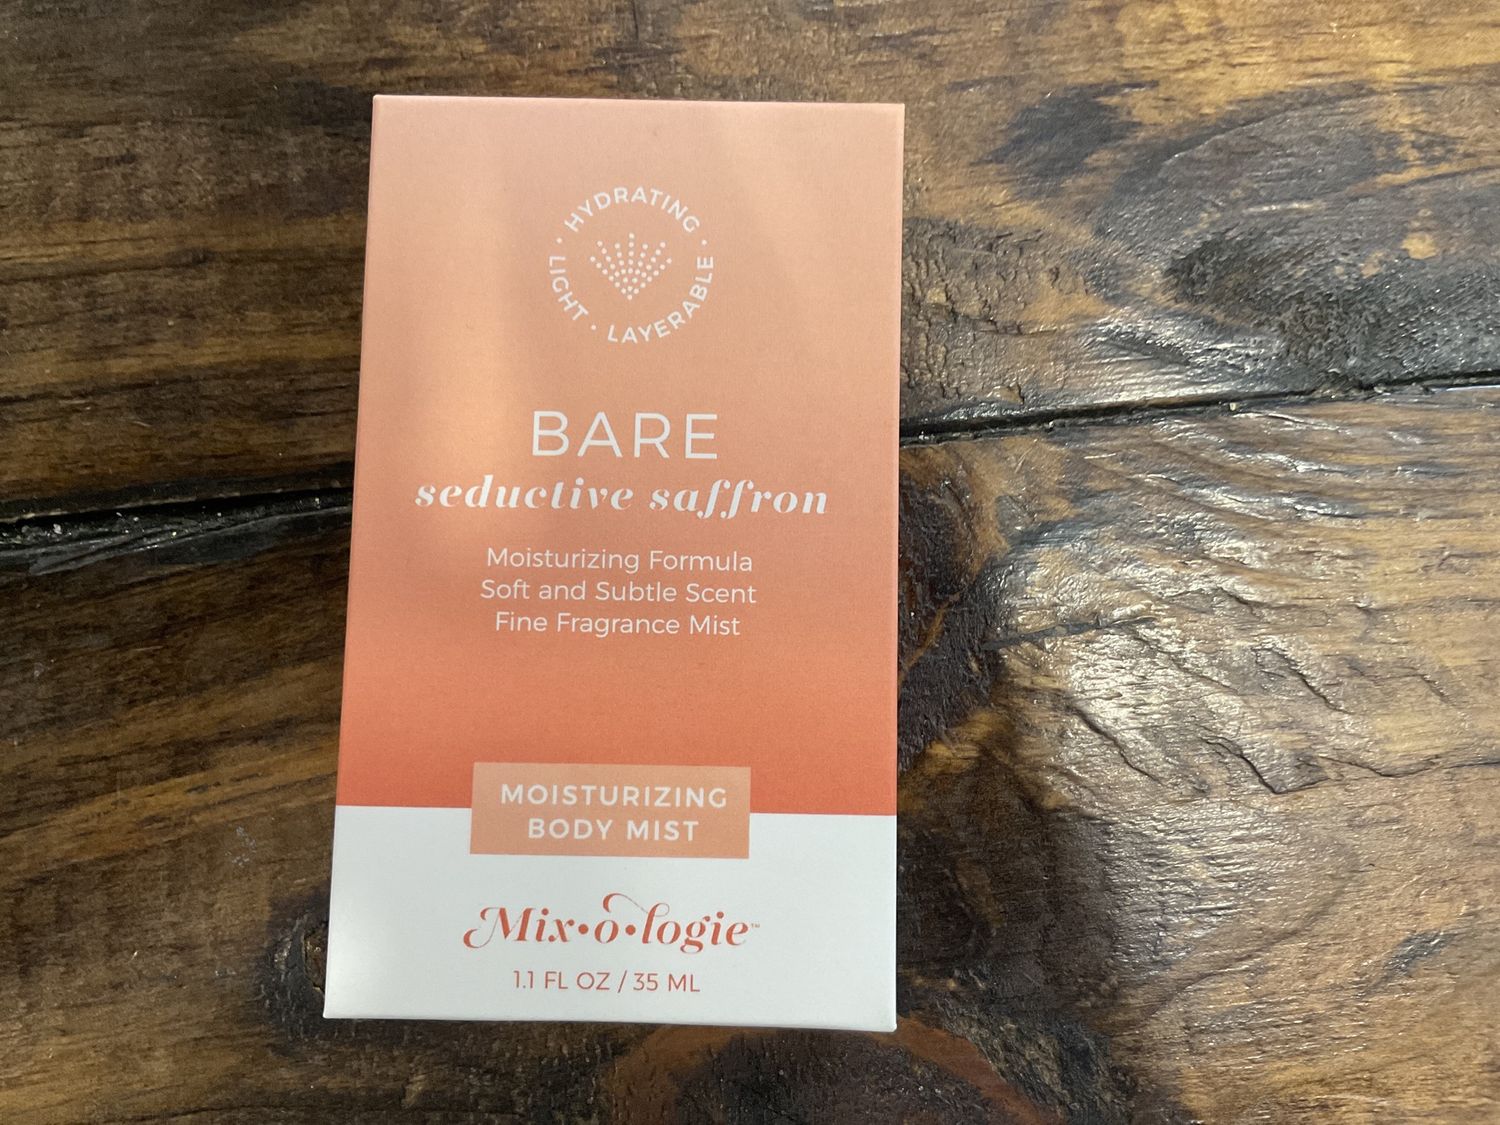 HYDRATING · LAYERABLE · LIGHT ·
BARE
seductive saffron
Moisturizing Formula
Soft and Subtle Scent
Fine Fragrance Mist
MOISTURIZING
BODY MIST
Mix•o•logie™
1.1 FL OZ / 35 ML